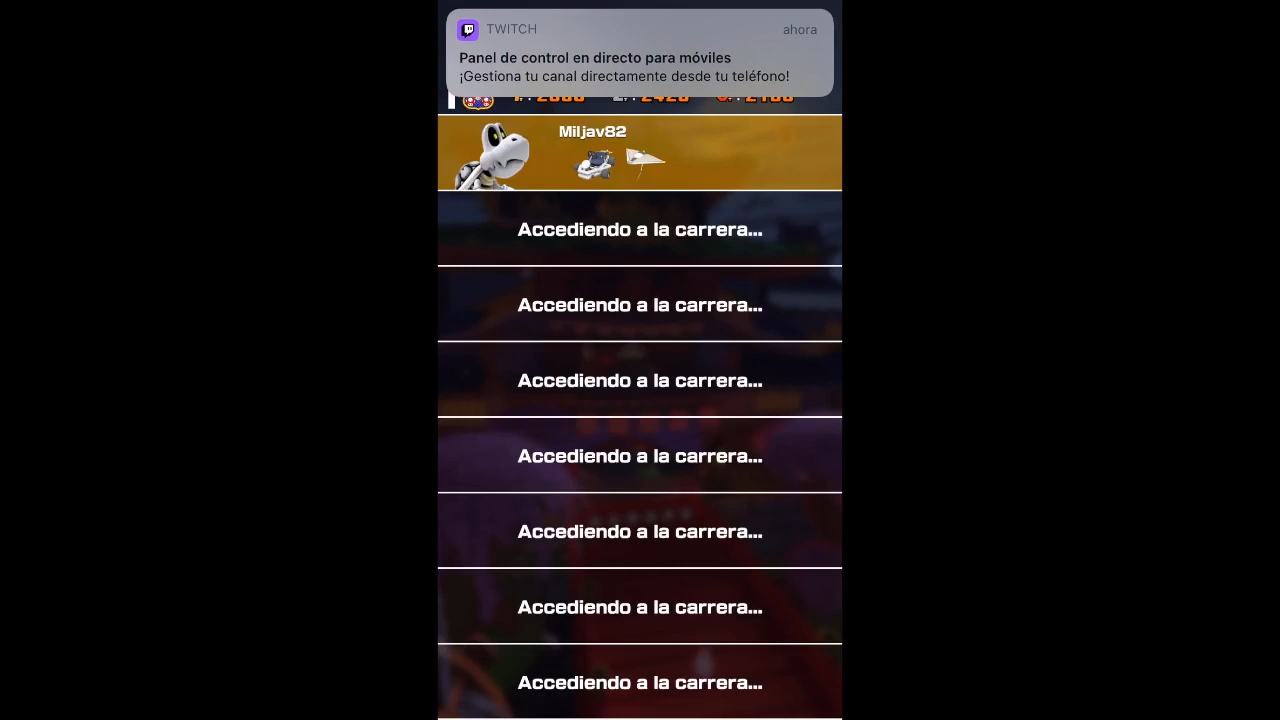 TWITCH
ahora
Panel de control en directo para móviles
¡Gestiona tu canal directamente desde tu teléfono!
Miljav82
Accediendo a la carrera...
Accediendo a la carrera...
Accediendo a la carrera...
Accediendo a la carrera...
Accediendo a la carrera...
Accediendo a la carrera...
Accediendo a la carrera...